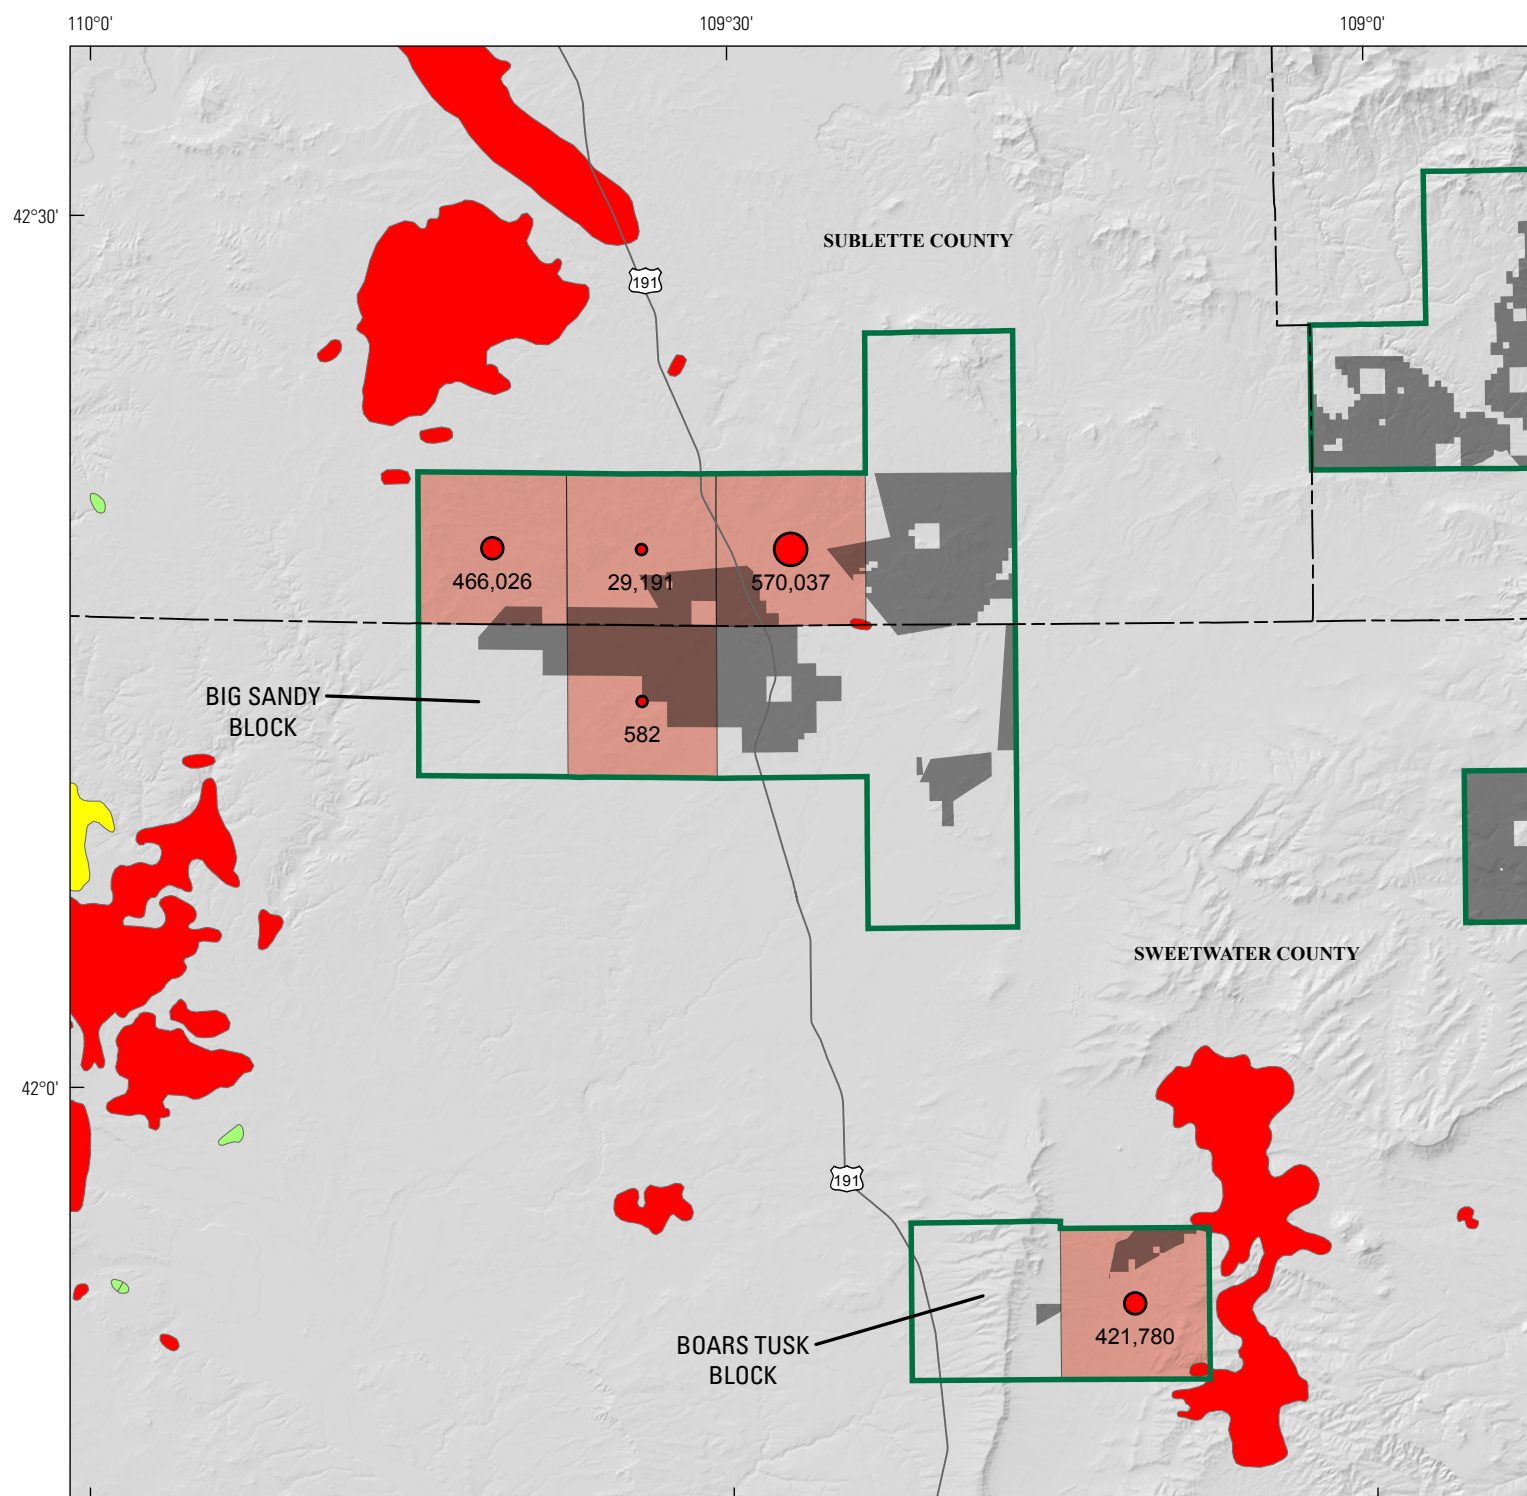 110°0'
109°30'
109°0'
42°30'
SUBLETTE COUNTY
191
466,026
29,191
570,037
BIG SANDY
BLOCK
582
SWEETWATER COUNTY
42°0'
191
BOARS TUSK
BLOCK
421,780